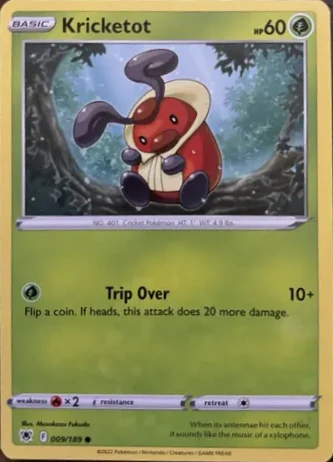 BASIC Kricketot HP 60
NO. 401 Cricket Pokémon HT: 1' WT: 4.9 lbs.
Trip Over 10+
Flip a coin. If heads, this attack does 20 more damage.
weakness ×2 resistance retreat
Illus. Masakazu Fukuda
When its antennae hit each other,
it sounds like the music of a xylophone.
009/189
©2022 Pokémon / Nintendo / Creatures / GAME FREAK